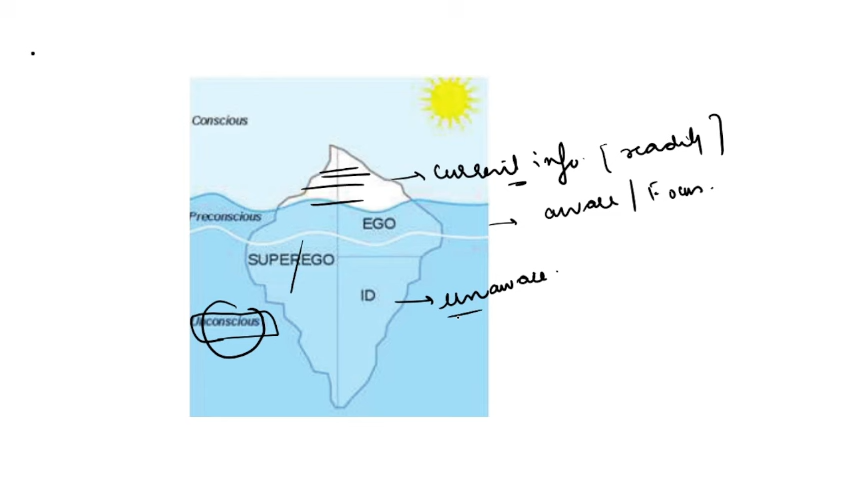 Conscious
current info. [readily]
Preconscious
EGO
aware / Focus.
SUPEREGO
ID
unaware.
Unconscious